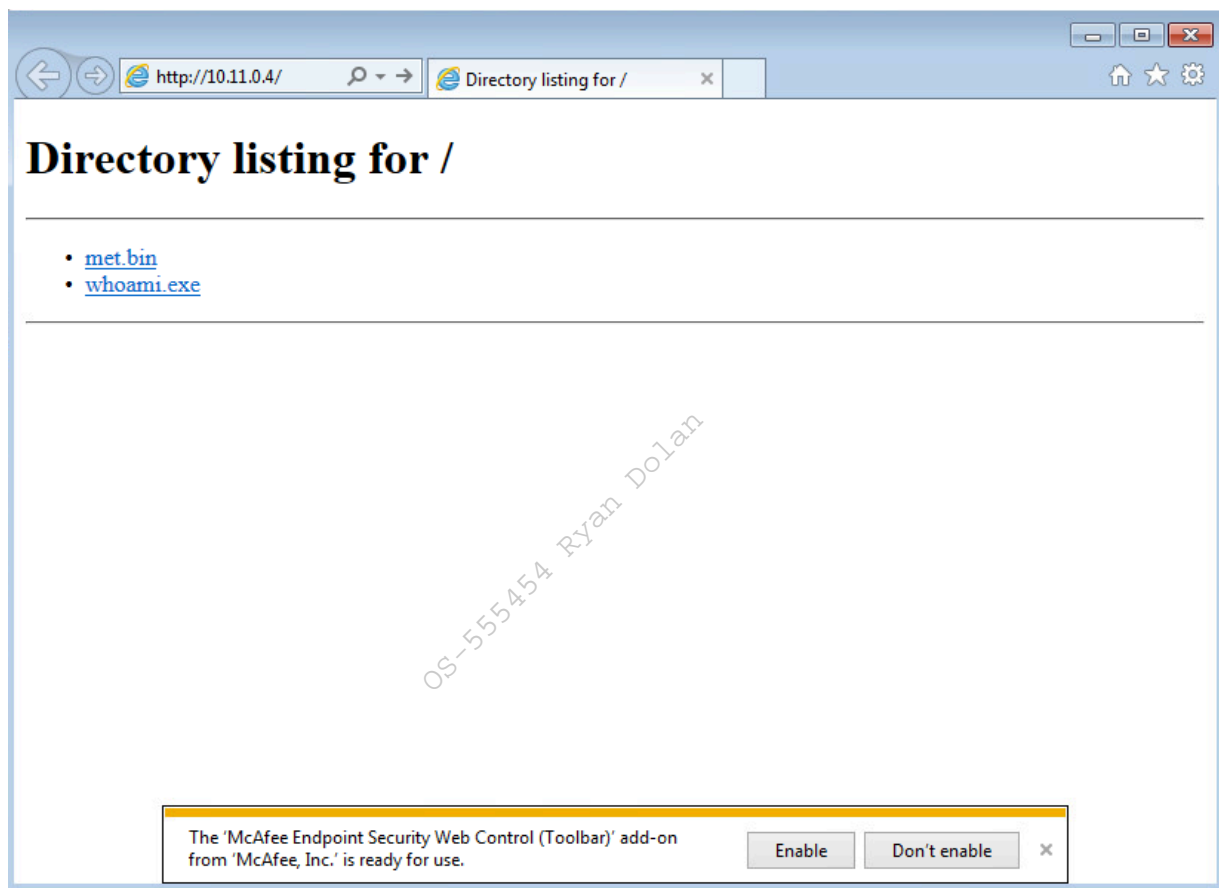 http://10.11.0.4/
Directory listing for /
Directory listing for /
met.bin
whoami.exe
OS-555454 Ryan Dolan
The 'McAfee Endpoint Security Web Control (Toolbar)' add-on
from 'McAfee, Inc.' is ready for use.
Enable
Don't enable